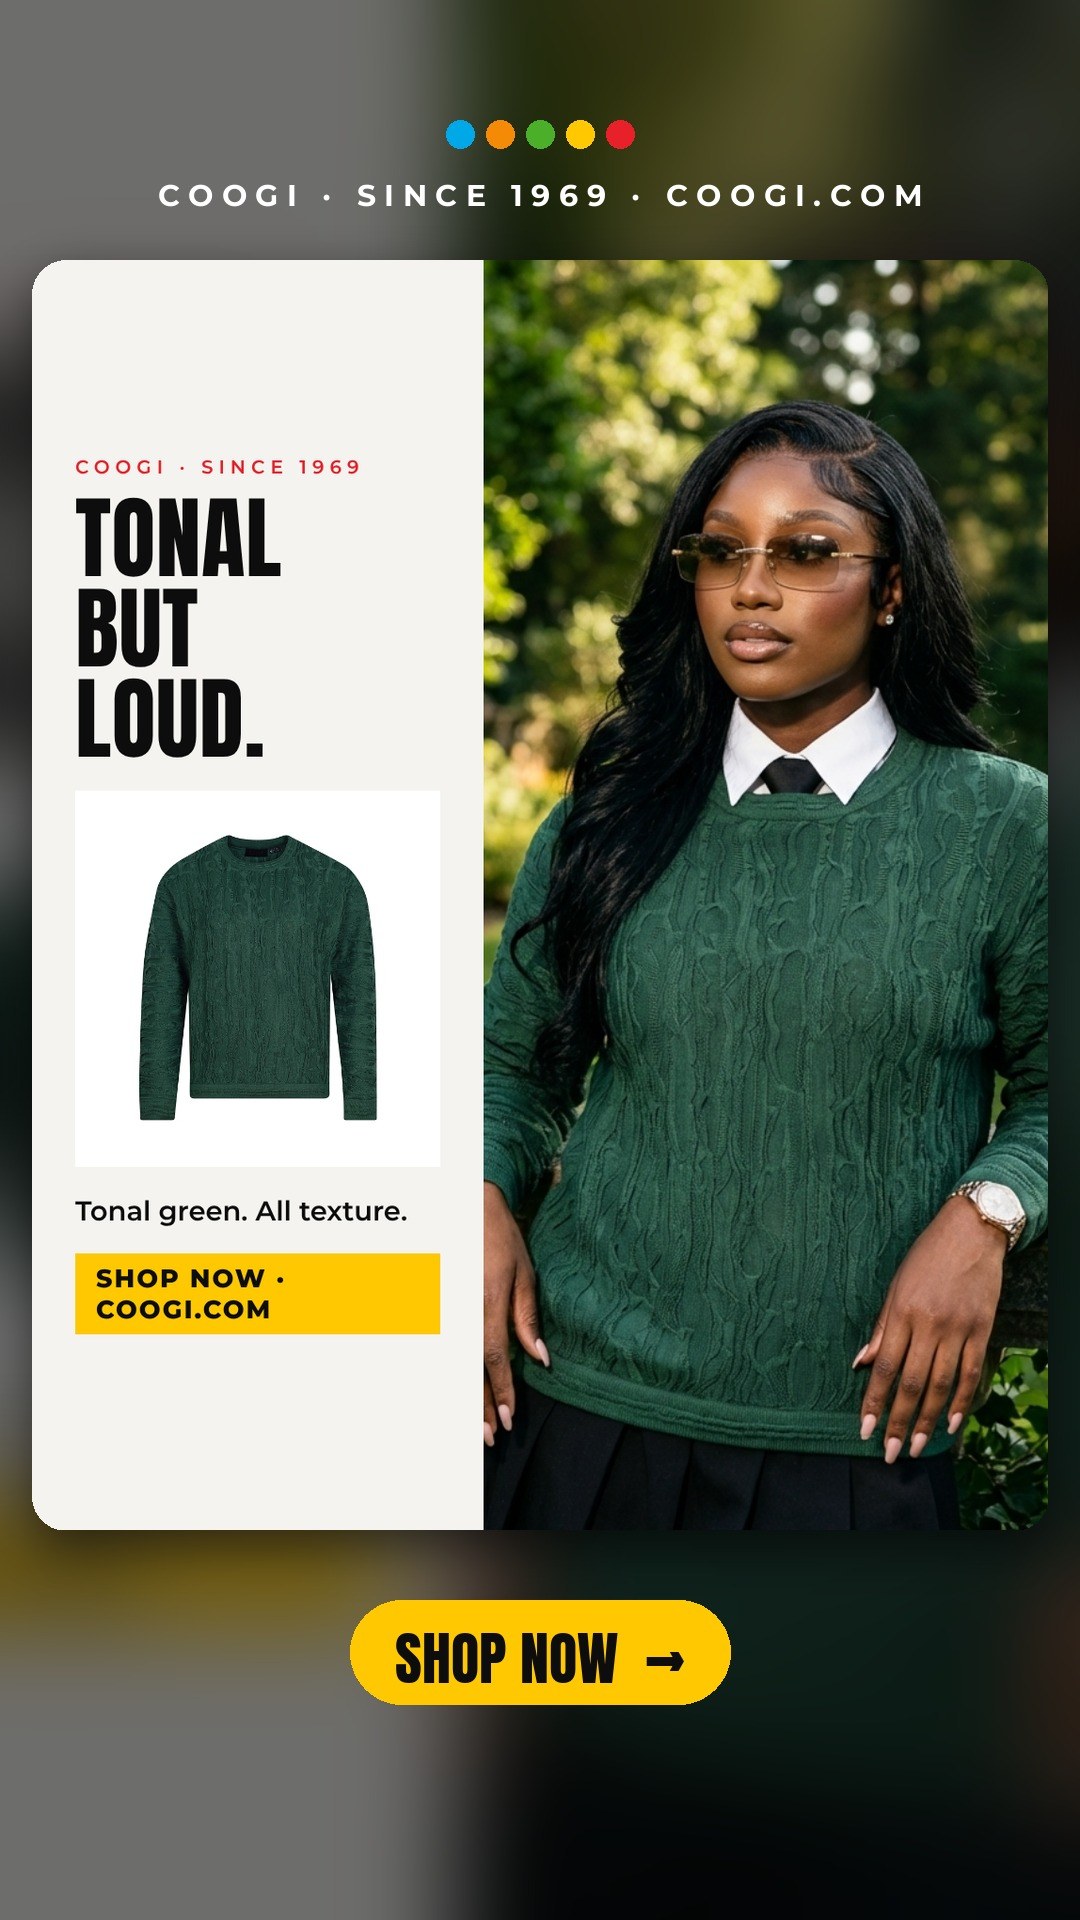 COOGI · SINCE 1969 · COOGI.COM
COOGI · SINCE 1969
TONAL
BUT
LOUD.
Tonal green. All texture.
SHOP NOW ·
COOGI.COM
SHOP NOW →